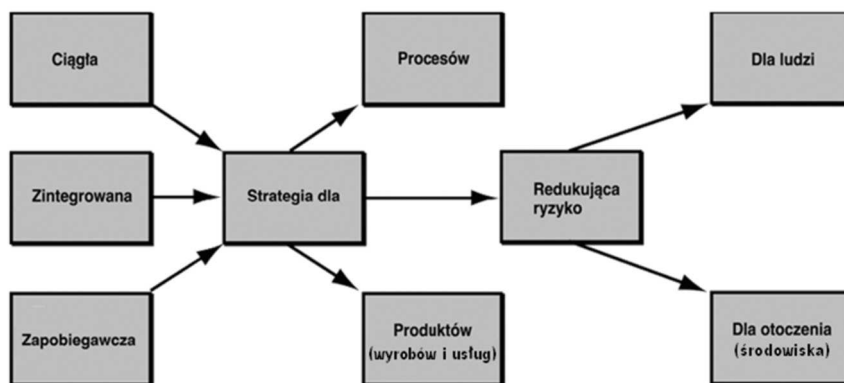 Ciągła
Procesów
Dla ludzi
Zintegrowana
Strategia dla
Redukująca
ryzyko
Zapobiegawcza
Produktów
(wyrobów i usług)
Dla otoczenia
(środowiska)